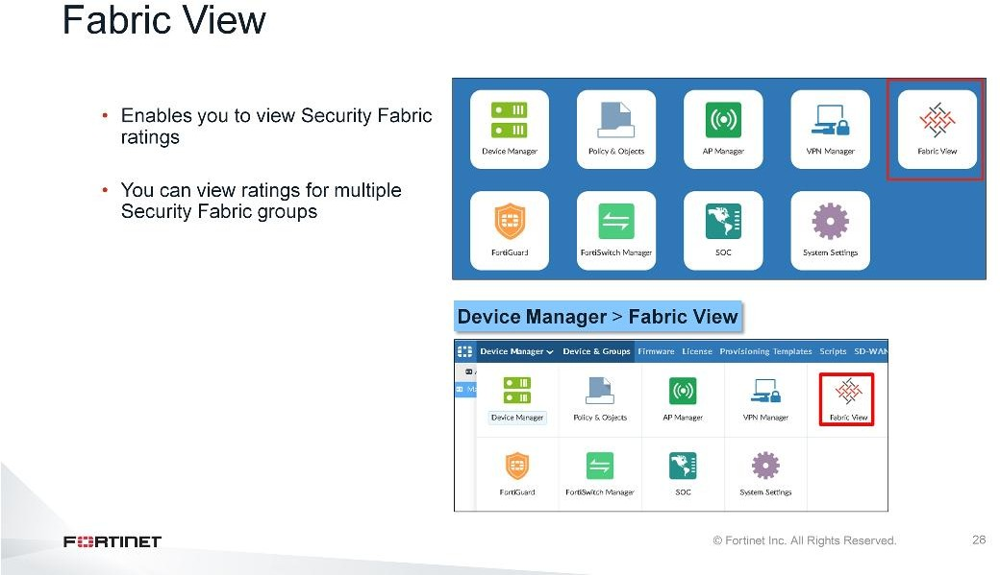 Fabric View
• Enables you to view Security Fabric
ratings
• You can view ratings for multiple
Security Fabric groups
Device Manager
Policy & Objects
AP Manager
VPN Manager
Fabric View
FortiGuard
FortiSwitch Manager
SOC
System Settings
Device Manager > Fabric View
Device Manager Device & Groups Firmware License Provisioning Templates Scripts SD-WAN
Device Manager
Policy & Objects
AP Manager
VPN Manager
Fabric View
FortiGuard
FortiSwitch Manager
SOC
System Settings
FORTINET
© Fortinet Inc. All Rights Reserved.
28